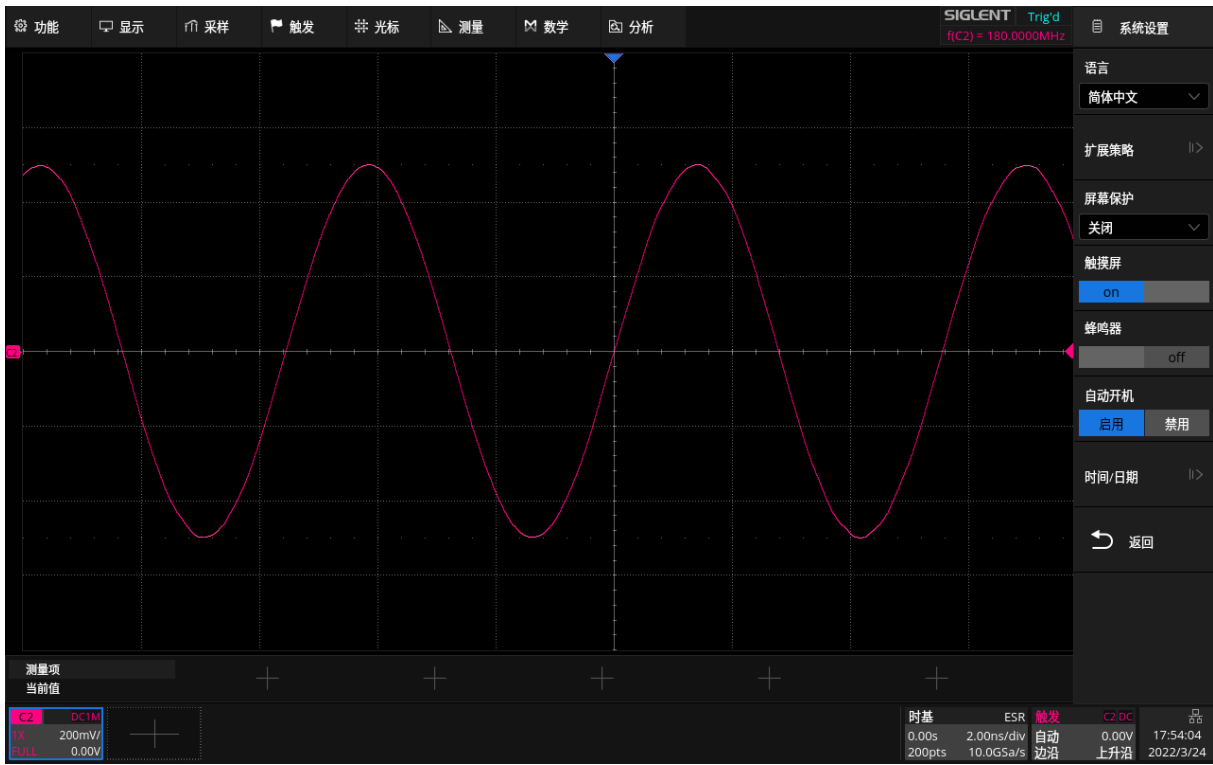 功能 显示 采样 触发 光标 测量 数学 分析
SIGLENT Trig'd
f(C2) = 180.0000MHz
系统设置
语言
简体中文
扩展策略
屏幕保护
关闭
触摸屏
on
蜂鸣器
off
自动开机
启用 禁用
时间/日期
返回
C2
测量项
当前值
C2 DC1M
1X 200mV/
FULL 0.00V
时基 ESR
0.00s 2.00ns/div
200pts 10.0GSa/s
触发 C2 DC
自动 0.00V
边沿 上升沿
17:54:04
2022/3/24